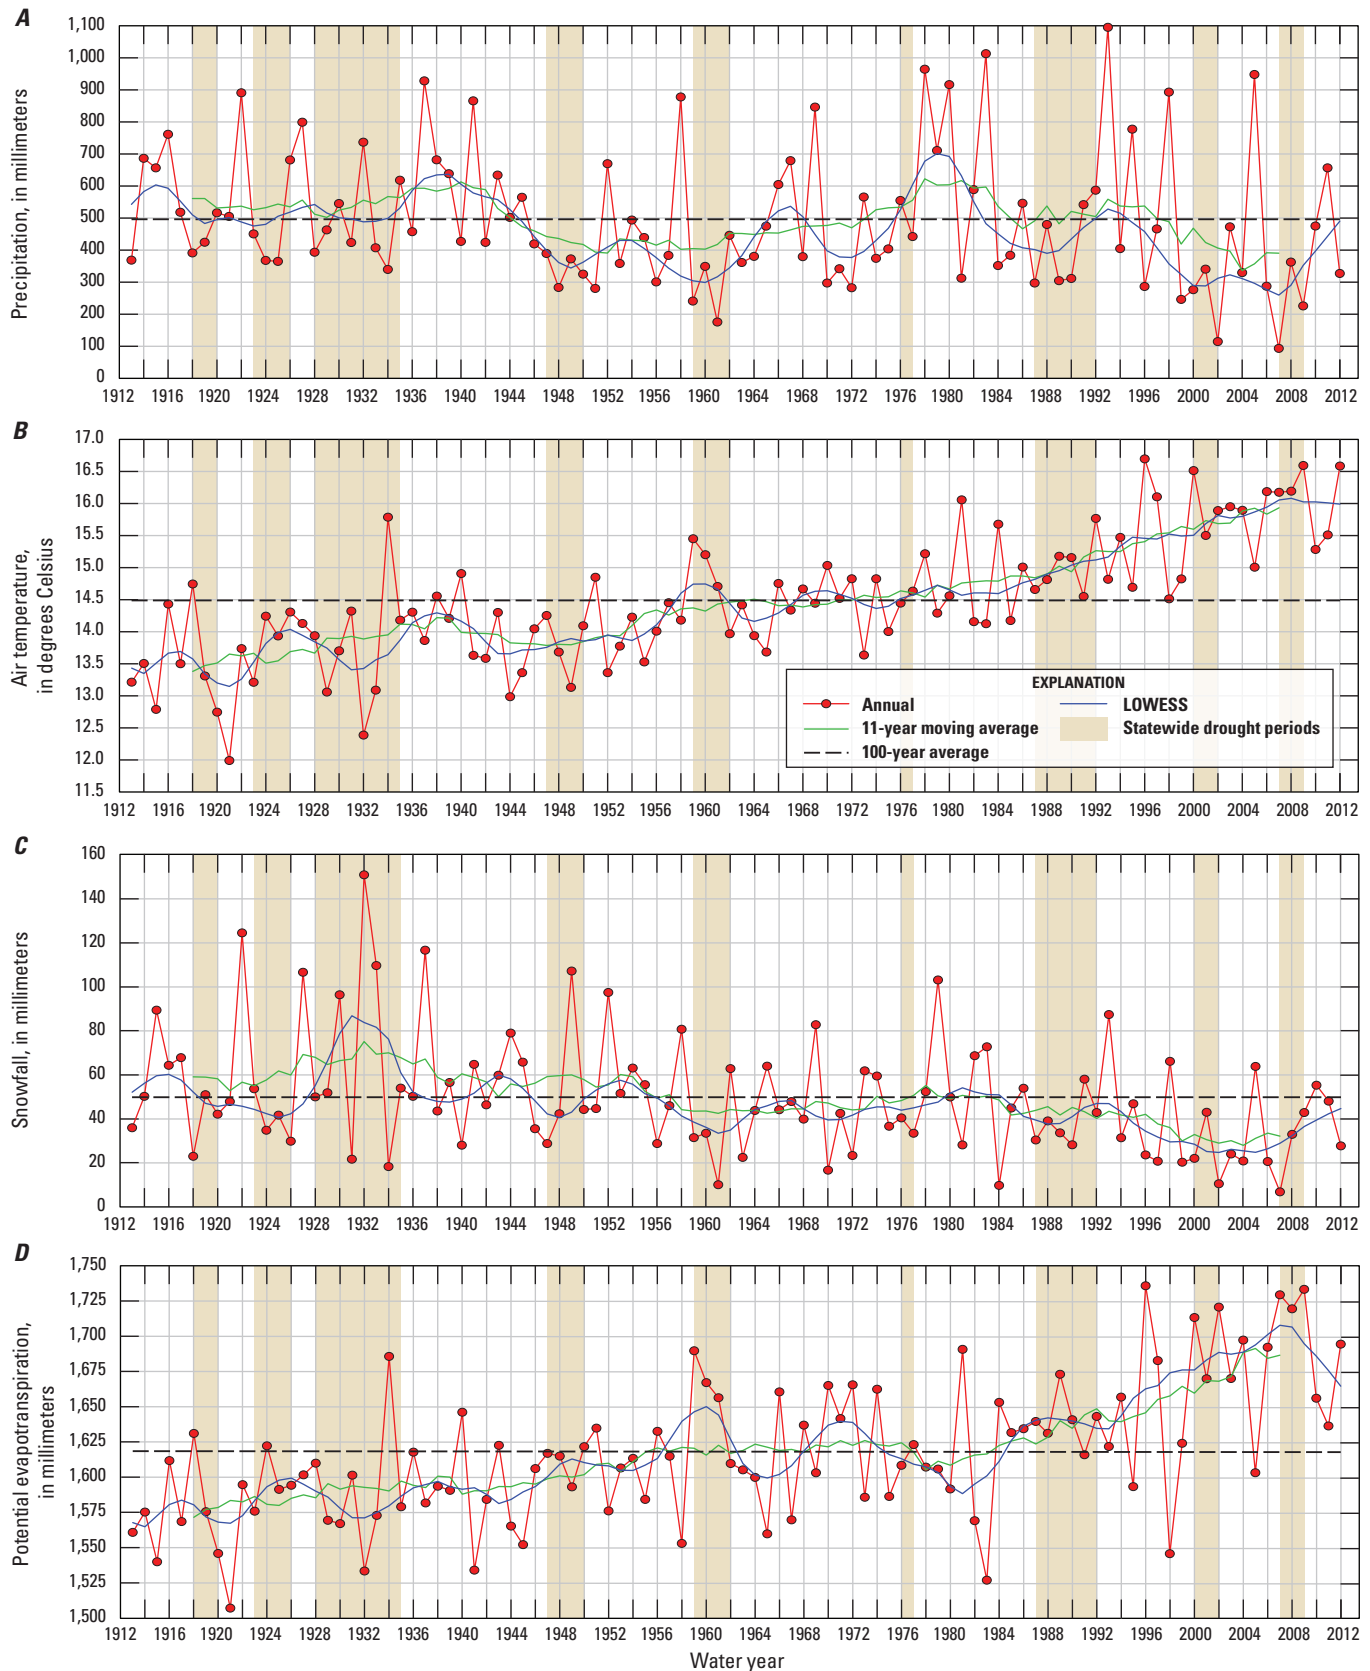 A
1,100
1,000
900
800
700
600
500
400
300
200
100
0
Precipitation, in millimeters
1912 1916 1920 1924 1928 1932 1936 1940 1944 1948 1952 1956 1960 1964 1968 1972 1976 1980 1984 1988 1992 1996 2000 2004 2008 2012
B
17.0
16.5
16.0
15.5
15.0
14.5
14.0
13.5
13.0
12.5
12.0
11.5
Air temperature,
in degrees Celsius
EXPLANATION
Annual
LOWESS
11-year moving average
Statewide drought periods
100-year average
1912 1916 1920 1924 1928 1932 1936 1940 1944 1948 1952 1956 1960 1964 1968 1972 1976 1980 1984 1988 1992 1996 2000 2004 2008 2012
C
160
140
120
100
80
60
40
20
0
Snowfall, in millimeters
1912 1916 1920 1924 1928 1932 1936 1940 1944 1948 1952 1956 1960 1964 1968 1972 1976 1980 1984 1988 1992 1996 2000 2004 2008 2012
D
1,750
1,725
1,700
1,675
1,650
1,625
1,600
1,575
1,550
1,525
1,500
Potential evapotranspiration,
in millimeters
1912 1916 1920 1924 1928 1932 1936 1940 1944 1948 1952 1956 1960 1964 1968 1972 1976 1980 1984 1988 1992 1996 2000 2004 2008 2012
Water year